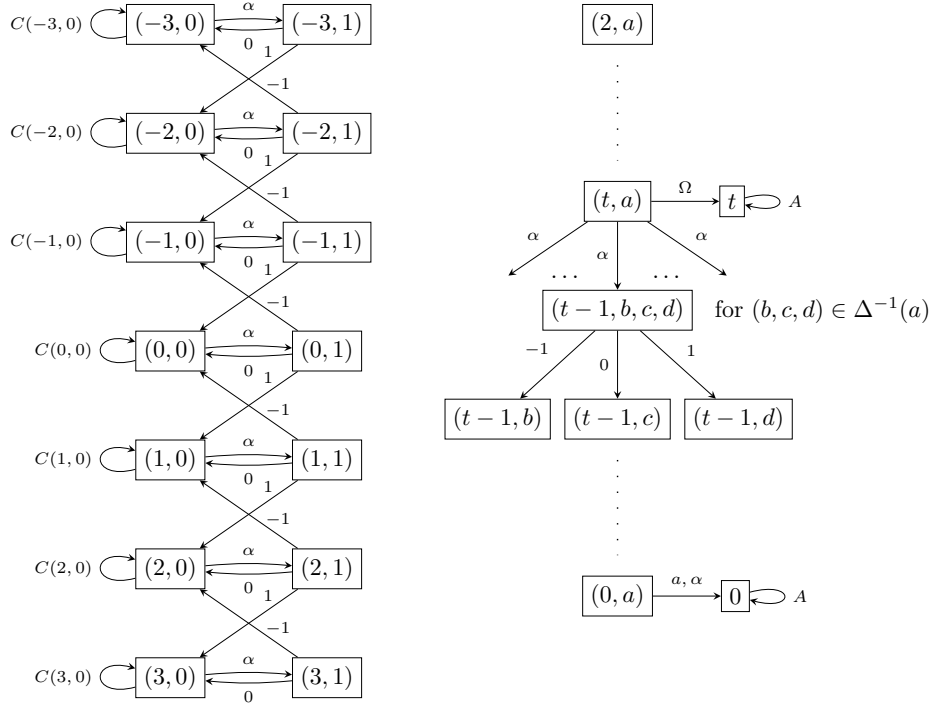 C(−3, 0) (−3, 0) α 0 (−3, 1)
1
−1
C(−2, 0) (−2, 0) α 0 (−2, 1)
1
−1
C(−1, 0) (−1, 0) α 0 (−1, 1)
1
−1
C(0, 0) (0, 0) α 0 (0, 1)
1
−1
C(1, 0) (1, 0) α 0 (1, 1)
1
−1
C(2, 0) (2, 0) α 0 (2, 1)
1
−1
C(3, 0) (3, 0) α 0 (3, 1)
(2, a)
(t, a) Ω t A
α α α
... ...
(t − 1, b, c, d) for (b, c, d) ∈ Δ⁻¹(a)
−1 0 1
(t − 1, b) (t − 1, c) (t − 1, d)
(0, a) a, α 0 A